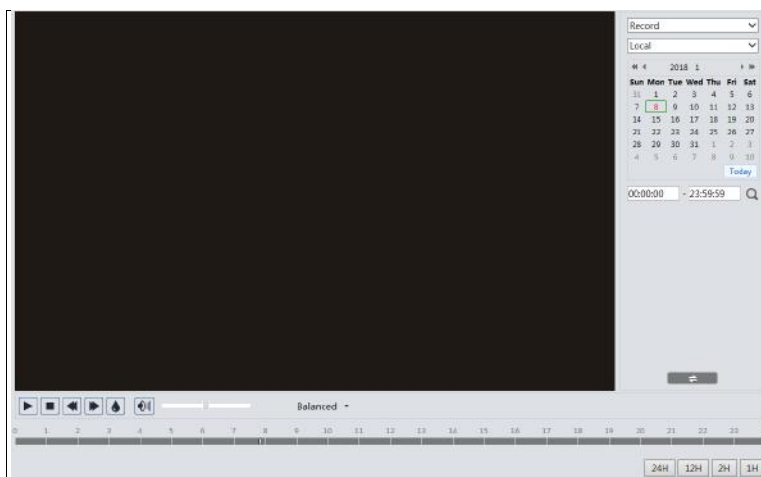 Record
Local
2018 1
Sun Mon Tue Wed Thu Fri Sat
31 1 2 3 4 5 6
7 8 9 10 11 12 13
14 15 16 17 18 19 20
21 22 23 24 25 26 27
28 29 30 31 1 2 3
4 5 6 7 8 9 10
Today
00:00:00 - 23:59:59
Balanced
0 1 2 3 4 5 6 7 8 9 10 11 12 13 14 15 16 17 18 19 20 21 22 23
24H 12H 2H 1H